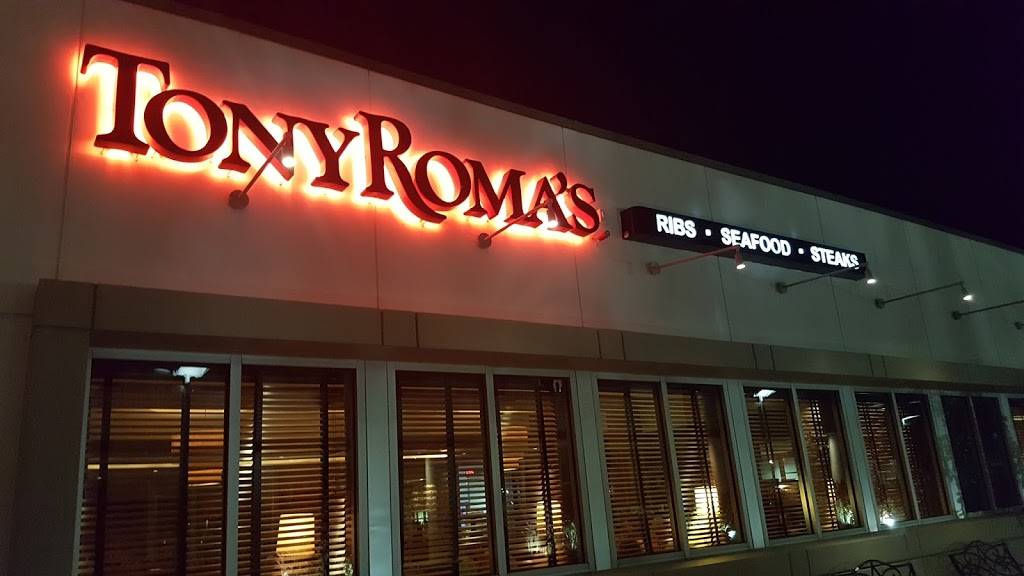 TONY ROMA'S
RIBS • SEAFOOD • STEAKS